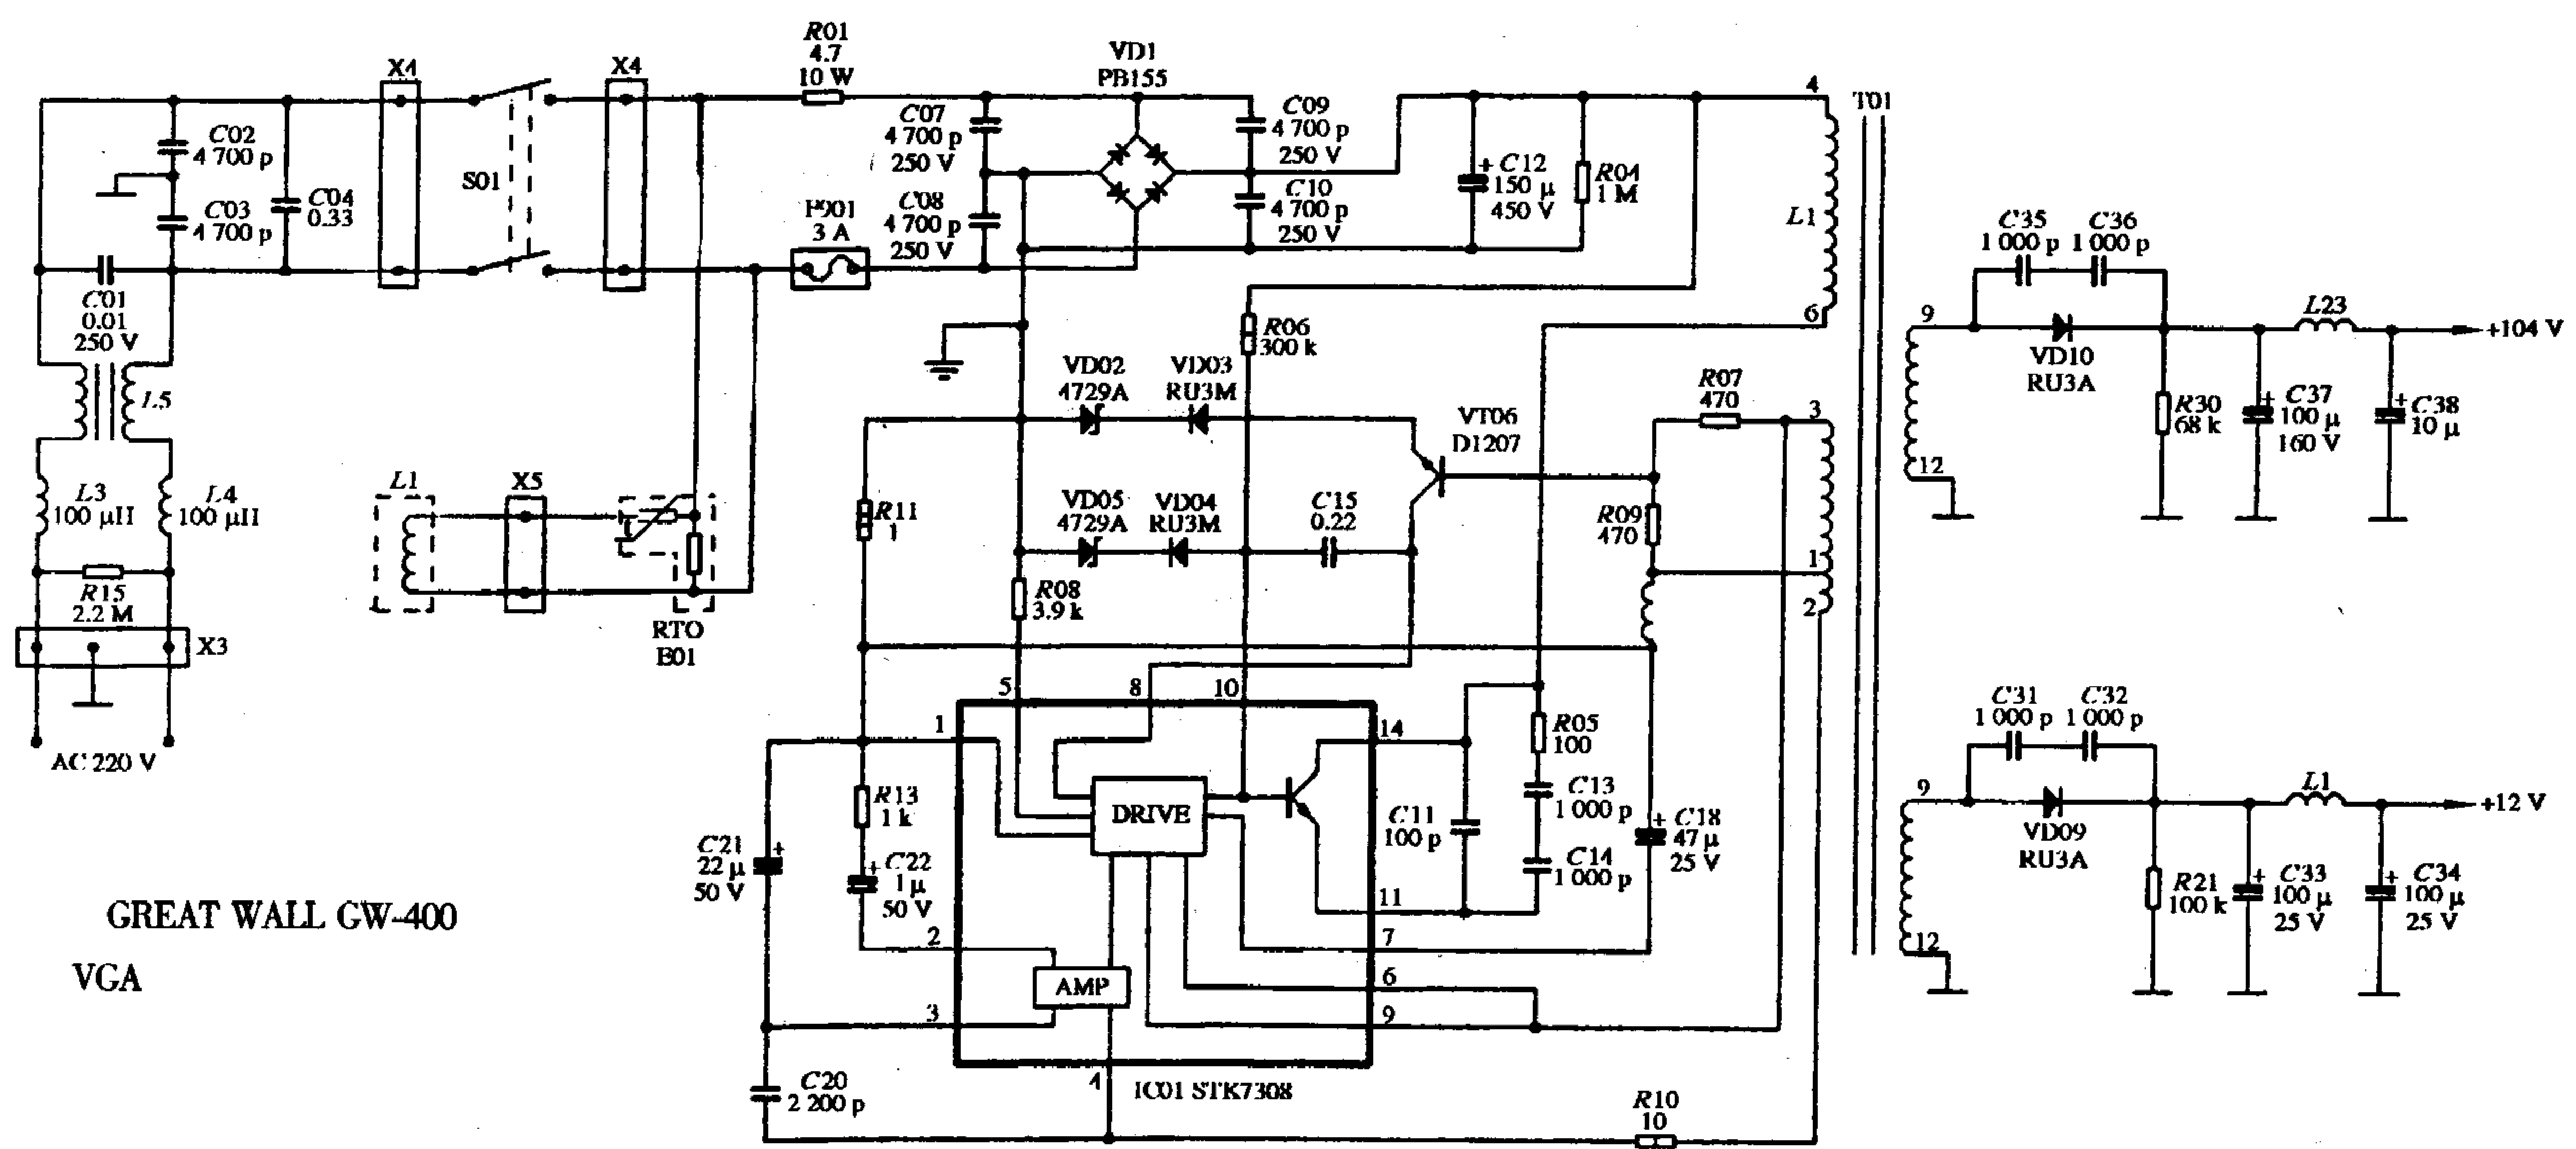 R01
4.7
10 W
VD1
PB155
X4
X4
C02
4 700 p
C03
4 700 p
C04
0.33
S01
C01
0.01
250 V
L5
L3
100 μH
L4
100 μH
R15
2.2 M
X3
AC 220 V
L1
X5
RTO
E01
3 A
C07
4 700 p
250 V
C08
4 700 p
250 V
C09
4 700 p
250 V
C10
4 700 p
250 V
+ C12
150 μ
450 V
R04
1 M
4
T01
L1
6
R06
300 k
VD02
4729A
VD03
RU3M
VT06
D1207
R07
470
3
R11
1
VD05
4729A
VD04
RU3M
C15
0.22
R09
470
1
2
R08
3.9 k
5
8
10
1
14
R05
100
DRIVE
C13
1 000 p
C11
100 p
C14
1 000 p
+ C18
47 μ
25 V
R13
1 k
C21
+
22 μ
50 V
+ C22
1 μ
50 V
11
2
7
AMP
6
3
9
4
IC01 STK7308
C20
2 200 p
R10
10
C35
1 000 p
C36
1 000 p
9
VD10
RU3A
L23
+104 V
R30
68 k
+ C37
100 μ
160 V
+ C38
10 μ
12
C31
1 000 p
C32
1 000 p
9
VD09
RU3A
L1
+12 V
R21
100 k
+ C33
100 μ
25 V
+ C34
100 μ
25 V
12
GREAT WALL GW-400
VGA